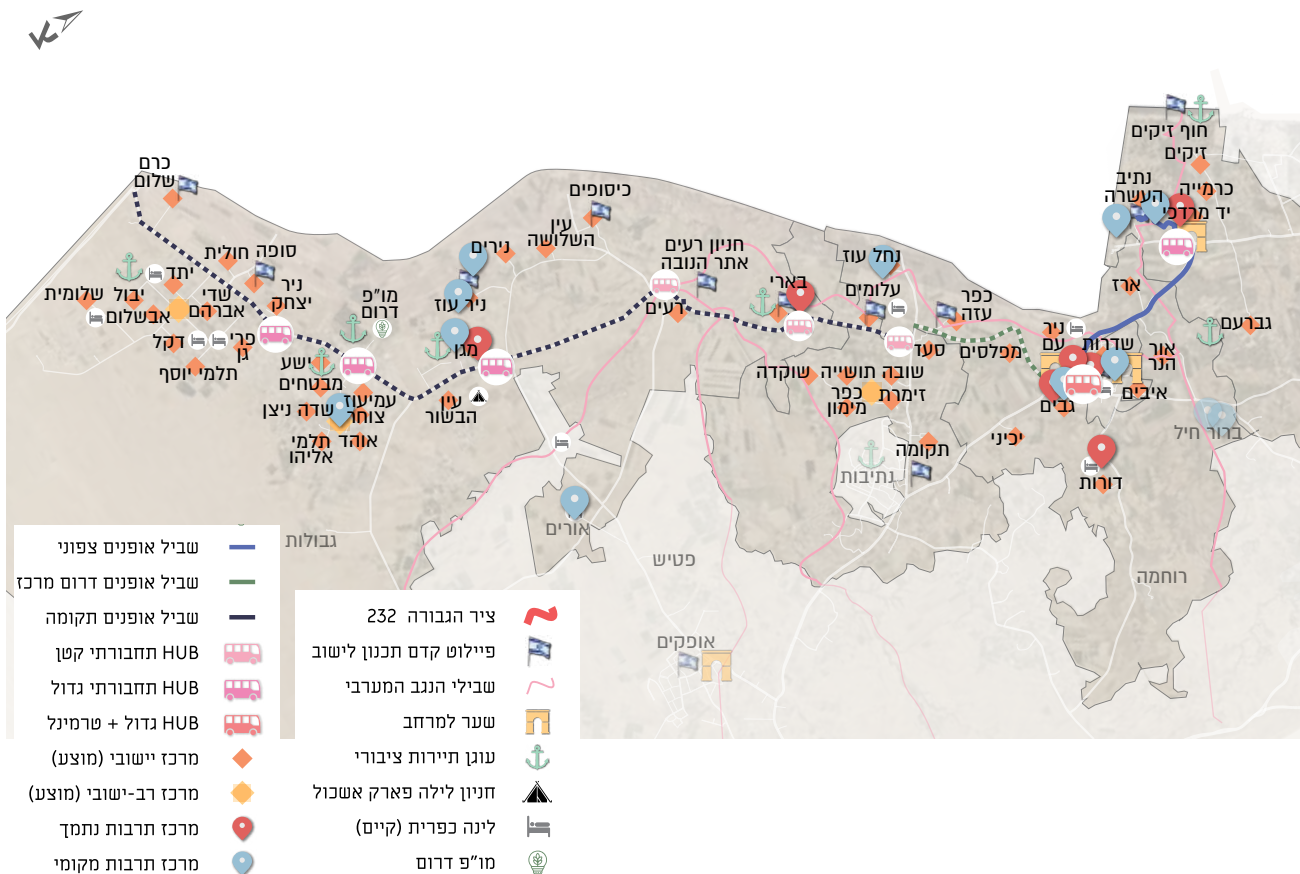 חוף זיקים
זיקים
נתיב
העשרה
כרמייה
יד מרדכי
ארז
גברעם
כרם
שלום
כיסופים
עין
השלושה
נירים
ניר עוז
חניון רעים
אתר הנובה
רעים
בארי
נחל עוז
עלומים
כפר
עזה
סעד
מפלסים
ניר
עם
שדרות
אור
הנר
איבים
גבים
ברור חיל
דורות
יכיני
תקומה
נתיבות
שוקדה
תושייה
שובה
כפר
מימון
זימרת
סופה
חולית
ניר
יצחק
יתד
שדי
אברהם
יבול
אבשלום
שלומית
דקל
פרי
גן
תלמי יוסף
מו"פ
דרום
מגן
ישע
מבטחים
עמיעוז
צוחר
שדה ניצן
אוהד
תלמי
אליהו
עין
הבשור
אורים
גבולות
פטיש
אופקים
רוחמה
שביל אופנים צפוני
שביל אופנים דרום מרכז
שביל אופנים תקומה
HUB תחבורתי קטן
HUB תחבורתי גדול
HUB גדול + טרמינל
מרכז יישובי (מוצע)
מרכז רב-ישובי (מוצע)
מרכז תרבות נתמך
מרכז תרבות מקומי
ציר הגבורה 232
פיילוט קדם תכנון לישוב
שבילי הנגב המערבי
שער למרחב
עוגן תיירות ציבורי
חניון לילה פארק אשכול
לינה כפרית (קיים)
מו"פ דרום